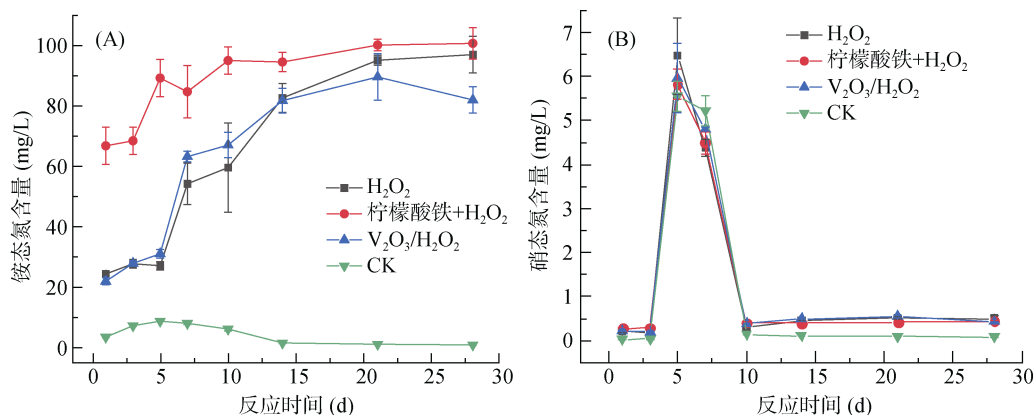 (A)
铵态氮含量 (mg/L)
100
80
60
40
20
0
H₂O₂
柠檬酸铁+H₂O₂
V₂O₃/H₂O₂
CK
0 5 10 15 20 25 30
反应时间 (d)
(B)
硝态氮含量 (mg/L)
7
6
5
4
3
2
1
0
H₂O₂
柠檬酸铁+H₂O₂
V₂O₃/H₂O₂
CK
0 5 10 15 20 25 30
反应时间 (d)